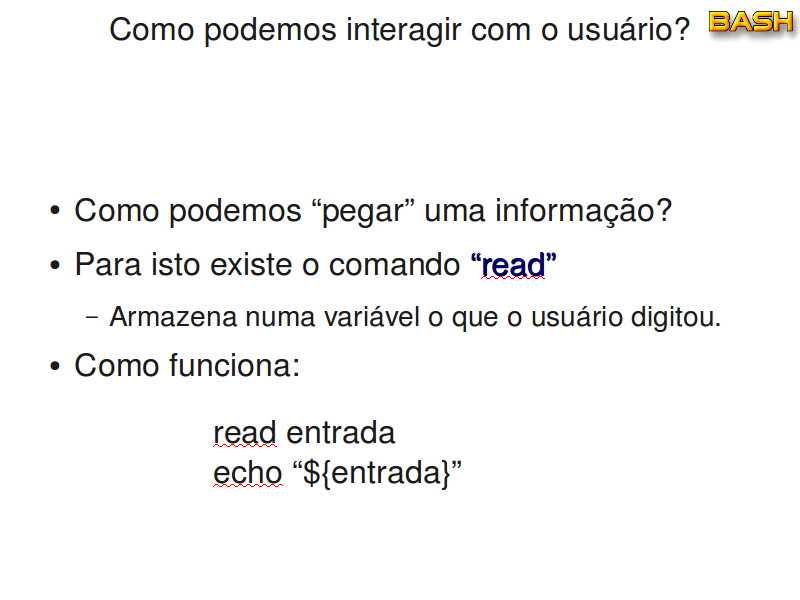 Como podemos interagir com o usuário?
BASH
• Como podemos “pegar” uma informação?
• Para isto existe o comando “read”
– Armazena numa variável o que o usuário digitou.
• Como funciona:
read entrada
echo “${entrada}”